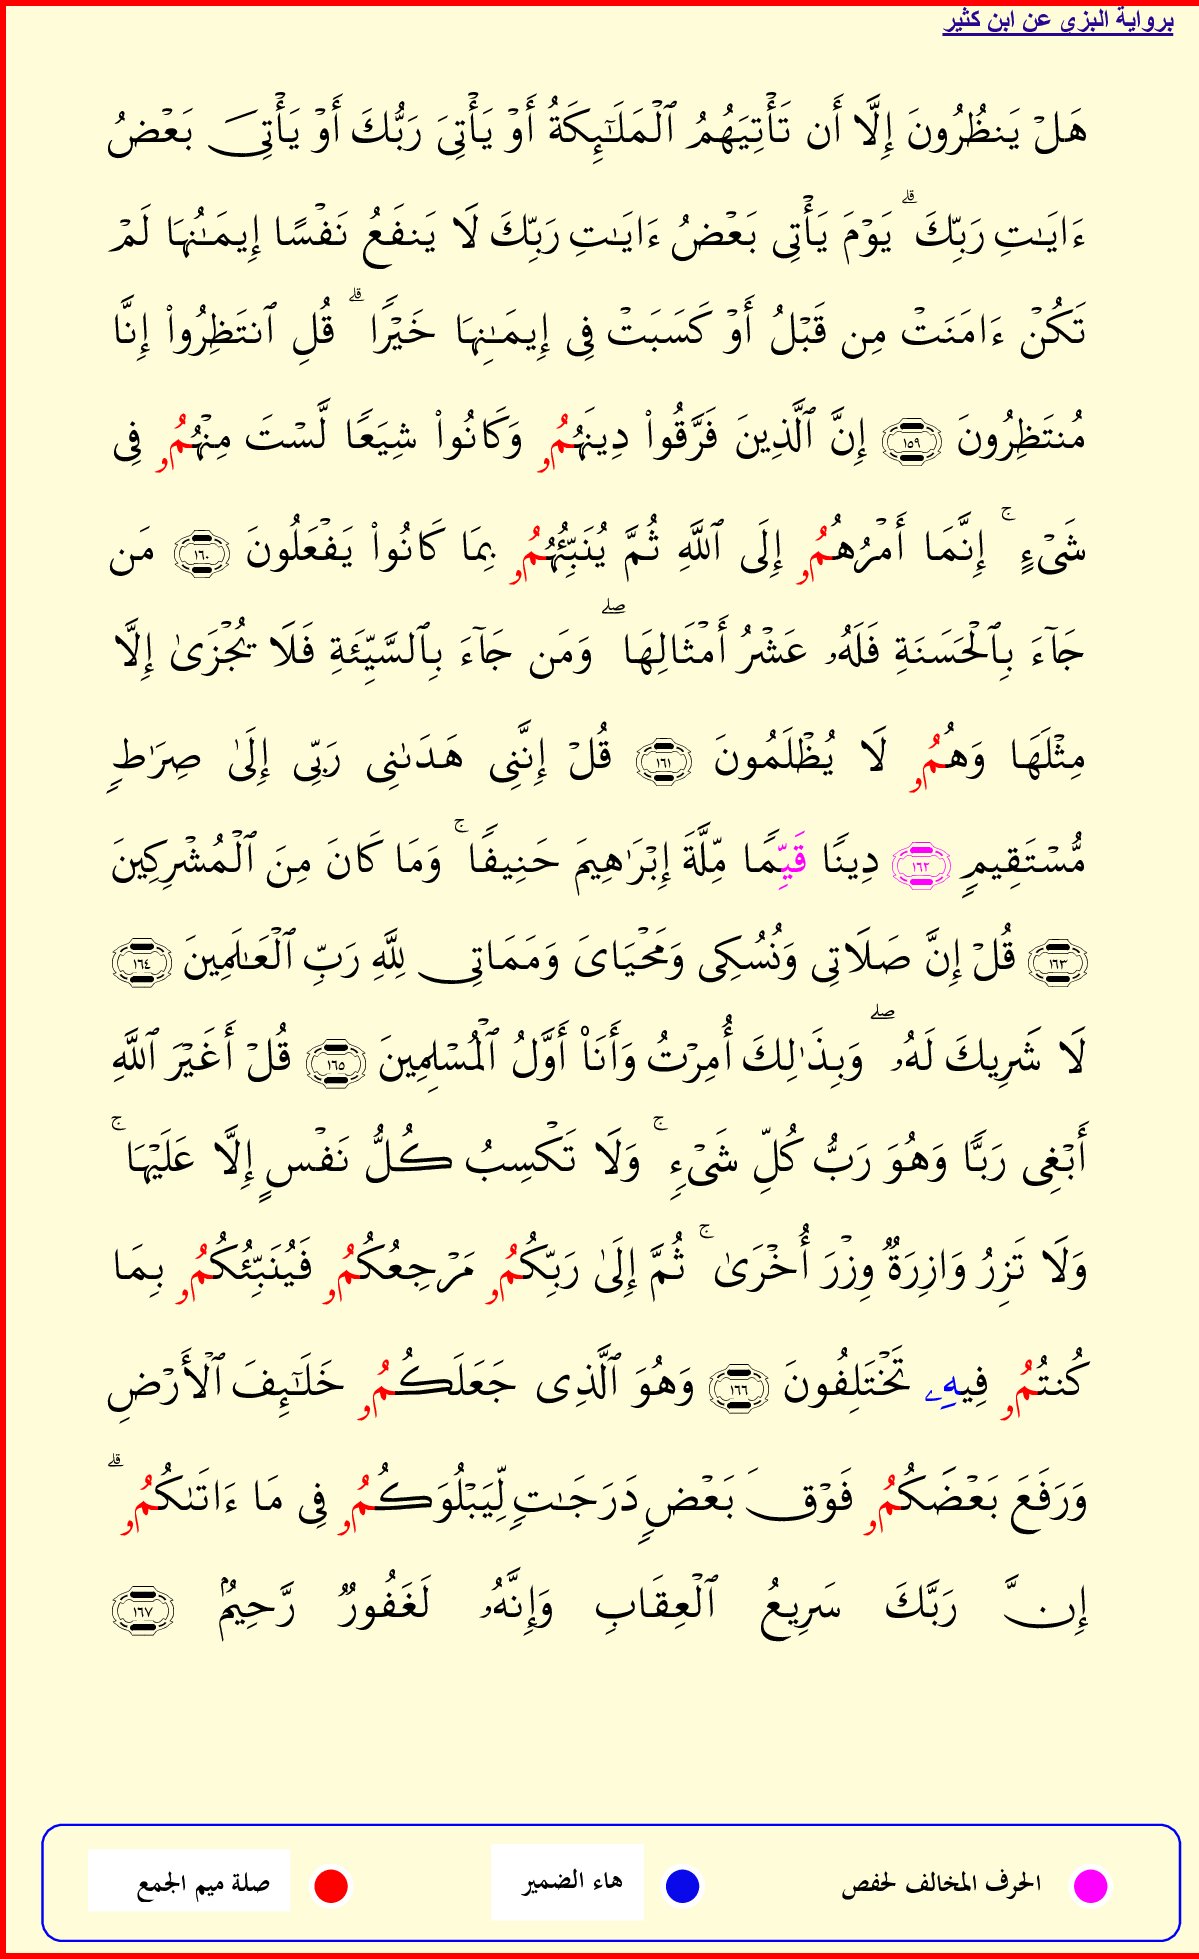 برواية البزى عن ابن كثير
هَلۡ يَنظُرُونَ إِلَّا أَن تَأۡتِيَهُمُ ٱلۡمَلَٰٓئِكَةُ أَوۡ يَأۡتِيَ رَبُّكَ أَوۡ يَأۡتِيَ بَعۡضُ
ءَايَٰتِ رَبِّكَۗ يَوۡمَ يَأۡتِي بَعۡضُ ءَايَٰتِ رَبِّكَ لَا يَنفَعُ نَفۡسًا إِيمَٰنُهَا لَمۡ
تَكُنۡ ءَامَنَتۡ مِن قَبۡلُ أَوۡ كَسَبَتۡ فِي إِيمَٰنِهَا خَيۡرًاۗ قُلِ ٱنتَظِرُواْ إِنَّا
مُنتَظِرُونَ ١٥٩ إِنَّ ٱلَّذِينَ فَرَّقُواْ دِينَهُمُۥ وَكَانُواْ شِيَعًا لَّسۡتَ مِنۡهُمُۥ فِي
شَيۡءٍۚ إِنَّمَا أَمۡرُهُمُۥ إِلَى ٱللَّهِ ثُمَّ يُنَبِّئُهُمُۥ بِمَا كَانُواْ يَفۡعَلُونَ ١٦٠ مَن
جَآءَ بِٱلۡحَسَنَةِ فَلَهُۥ عَشۡرُ أَمۡثَالِهَاۖ وَمَن جَآءَ بِٱلسَّيِّئَةِ فَلَا يُجۡزَىٰ إِلَّا
مِثۡلَهَا وَهُمُۥ لَا يُظۡلَمُونَ ١٦١ قُلۡ إِنَّنِي هَدَىٰنِي رَبِّي إِلَىٰ صِرَٰطٍ
مُّسۡتَقِيمٍ ١٦٢ دِينًا قَيِّمًا مِّلَّةَ إِبۡرَٰهِيمَ حَنِيفًاۚ وَمَا كَانَ مِنَ ٱلۡمُشۡرِكِينَ
١٦٣ قُلۡ إِنَّ صَلَاتِي وَنُسُكِي وَمَحۡيَايَ وَمَمَاتِي لِلَّهِ رَبِّ ٱلۡعَٰلَمِينَ ١٦٤
لَا شَرِيكَ لَهُۥۖ وَبِذَٰلِكَ أُمِرۡتُ وَأَنَا۠ أَوَّلُ ٱلۡمُسۡلِمِينَ ١٦٥ قُلۡ أَغَيۡرَ ٱللَّهِ
أَبۡغِي رَبًّا وَهُوَ رَبُّ كُلِّ شَيۡءٍۚ وَلَا تَكۡسِبُ كُلُّ نَفۡسٍ إِلَّا عَلَيۡهَاۚ
وَلَا تَزِرُ وَازِرَةٌ وِزۡرَ أُخۡرَىٰۚ ثُمَّ إِلَىٰ رَبِّكُمُۥ مَرۡجِعُكُمُۥ فَيُنَبِّئُكُمُۥ بِمَا
كُنتُمُۥ فِيهِۦ تَخۡتَلِفُونَ ١٦٦ وَهُوَ ٱلَّذِي جَعَلَكُمُۥ خَلَٰٓئِفَ ٱلۡأَرۡضِ
وَرَفَعَ بَعۡضَكُمُۥ فَوۡقَ بَعۡضٍ دَرَجَٰتٍ لِّيَبۡلُوَكُمُۥ فِي مَا ءَاتَىٰكُمُۥۗ
إِنَّ رَبَّكَ سَرِيعُ ٱلۡعِقَابِ وَإِنَّهُۥ لَغَفُورٌ رَّحِيمٌ ١٦٧
الحرف المخالف لحفص هاء الضمير صلة ميم الجمع